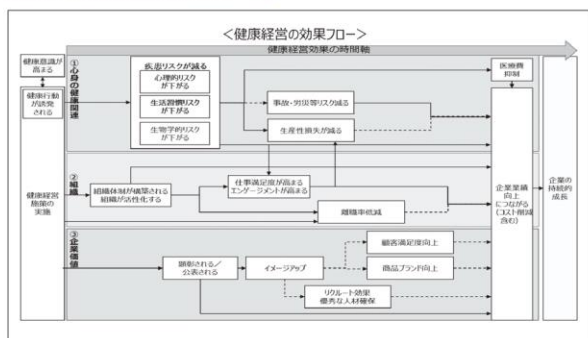 ＜健康経営の効果フロー＞
健康経営効果の時間軸
健康意識が
高まる
健康行動
が誘発
される
健康経営
施策の
実施
①心身の健康関連
疾患リスクが減る
心理的リスク
が下がる
生活習慣リスク
が下がる
生物学的リスク
が下がる
事故・労災等リスク減る
生産性損失が減る
医療費
抑制
②組織
組織体制が構築される
組織が活性化する
仕事満足度が高まる
エンゲージメントが高まる
離職率低減
企業業績
向上
につながる
(コスト削減
含む)
企業の
持続的
成長
③企業価値
顕彰される／
公表される
イメージアップ
顧客満足度向上
商品ブランド向上
リクルート効果
優秀な人材確保